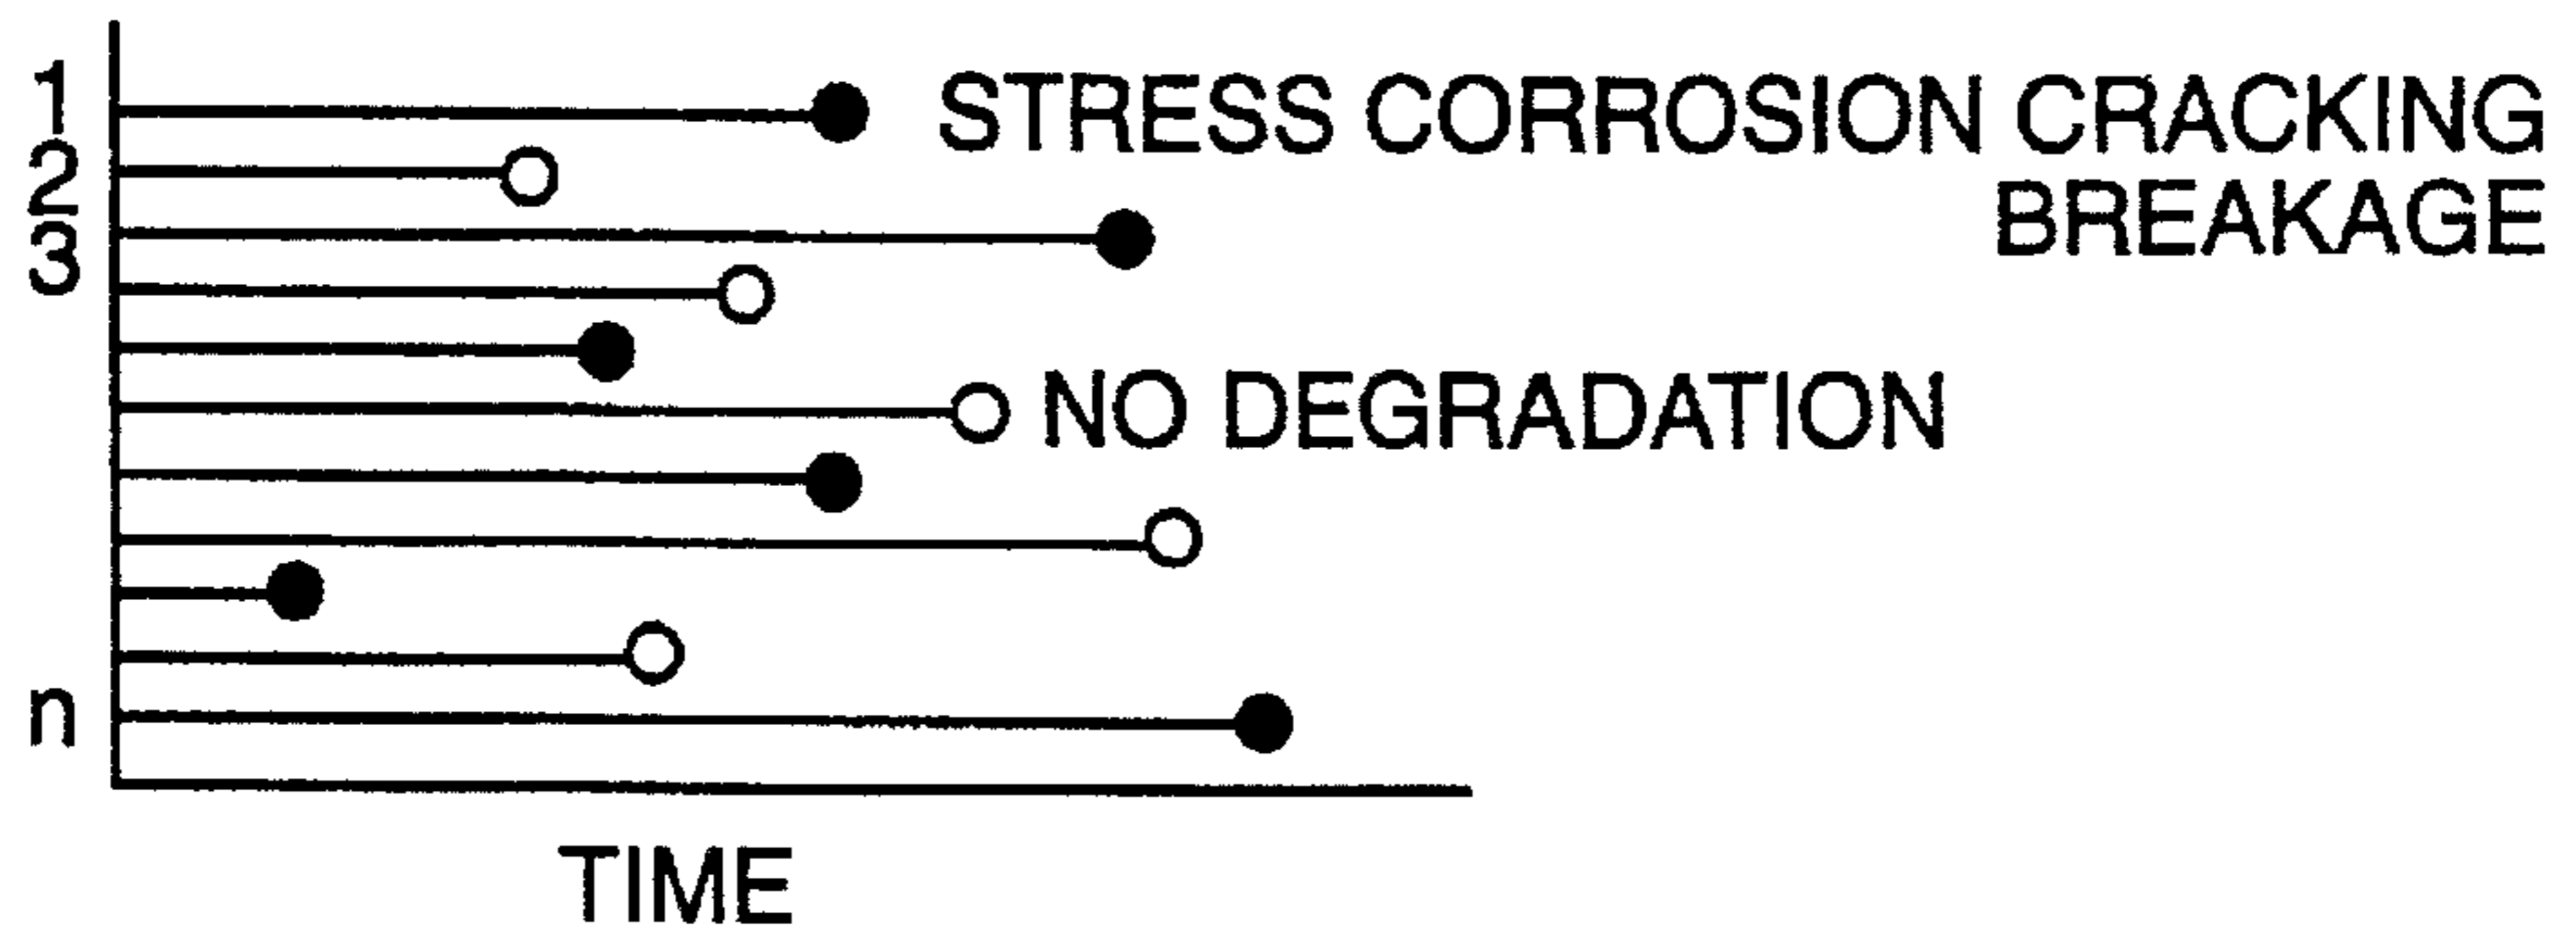 1 STRESS CORROSION CRACKING
2 BREAKAGE
3
NO DEGRADATION
n
TIME